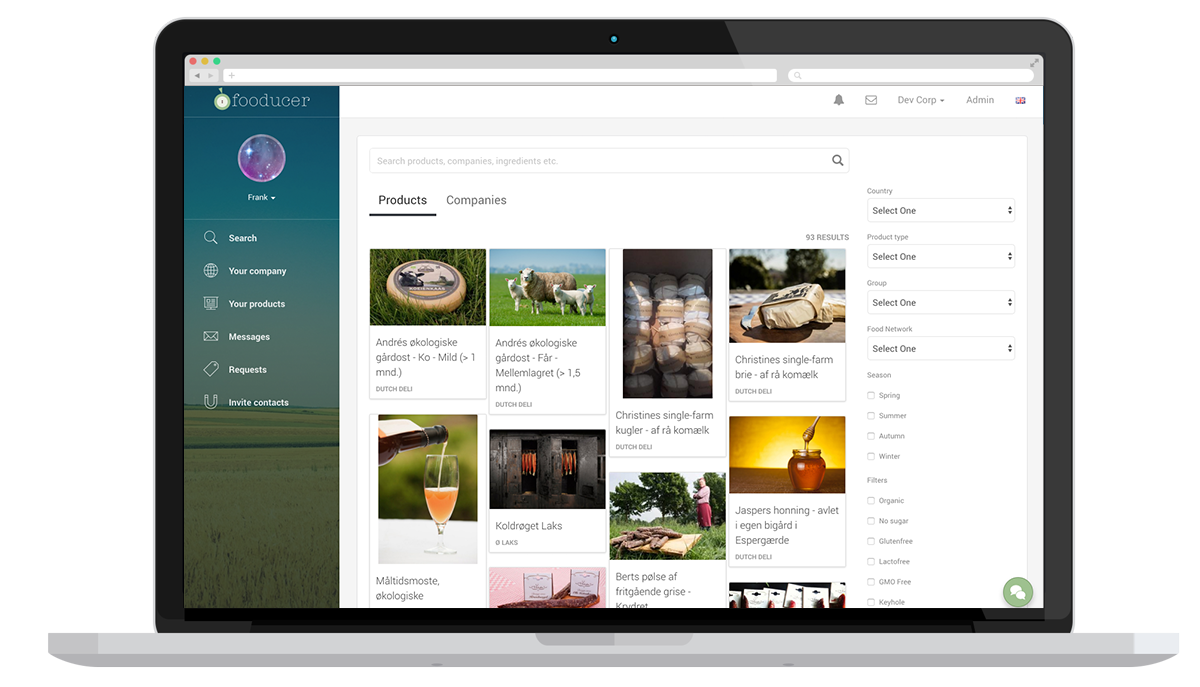 fooducer
Dev Corp
Admin
Frank
Search
Your company
Your products
Messages
Requests
Invite contacts
Search products, companies, ingredients etc.
Products
Companies
93 RESULTS
Andrés økologiske
gårdost - Ko - Mild (> 1
mnd.)
DUTCH DELI
Andrés økologiske
gårdost - Får -
Mellemlagret (> 1,5
mnd.)
DUTCH DELI
Christines single-farm
kugler - af rå komælk
DUTCH DELI
Christines single-farm
brie - af rå komælk
DUTCH DELI
Måltidsmoste,
økologiske
Koldrøget Laks
Ø LAKS
Berts pølse af
fritgående grise -
Krydret
Jaspers honning - avlet
i egen bigård i
Espergærde
DUTCH DELI
Country
Select One
Product type
Select One
Group
Select One
Food Network
Select One
Season
Spring
Summer
Autumn
Winter
Filters
Organic
No sugar
Glutenfree
Lactofree
GMO Free
Keyhole